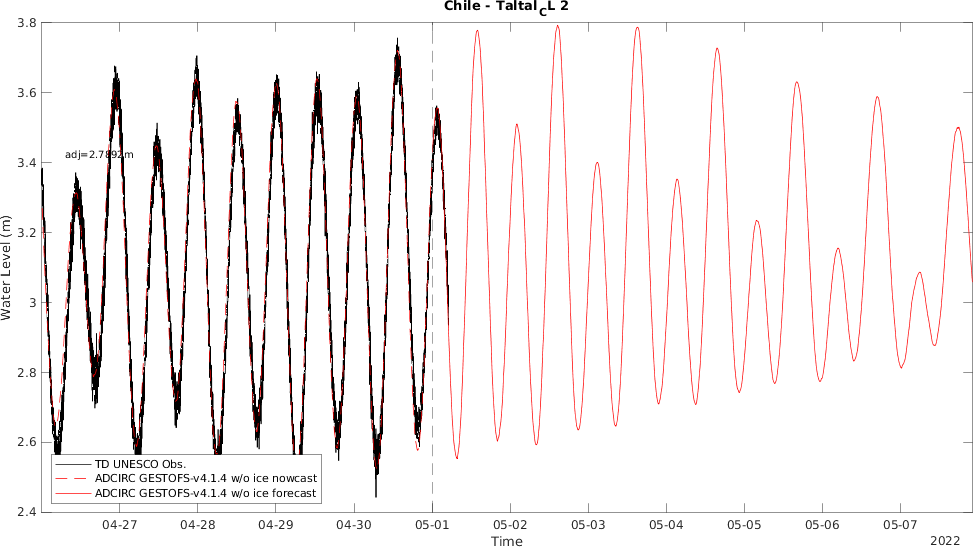 Chile - Taltal_CL 2
3.8
3.6
3.4
3.2
3
2.8
2.6
2.4
Water Level (m)
adj=2.7892m
TD UNESCO Obs.
ADCIRC GESTOFS-v4.1.4 w/o ice nowcast
ADCIRC GESTOFS-v4.1.4 w/o ice forecast
04-27 04-28 04-29 04-30 05-01 05-02 05-03 05-04 05-05 05-06 05-07
Time
2022